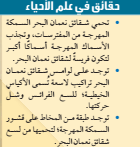 حقائق في علم الأحياء
• تحمي شقائق نعمان البحر السمكة
المهرجة من المفترسات، وتجذب
الأسماك المهرجة أسماكًا أكبر
لتكون فريسة لشقائق نعمان البحر.
• توجد على لوامس شقائق نعمان
البحر تراكيب لاسعة تُسمى الأكياس
الخيطية؛ للسع الفرائس وشل
حركتها.
• توجد طبقة من المخاط على قشور
السمكة المهرجة؛ لتحميها من لسع
شقائق نعمان البحر.